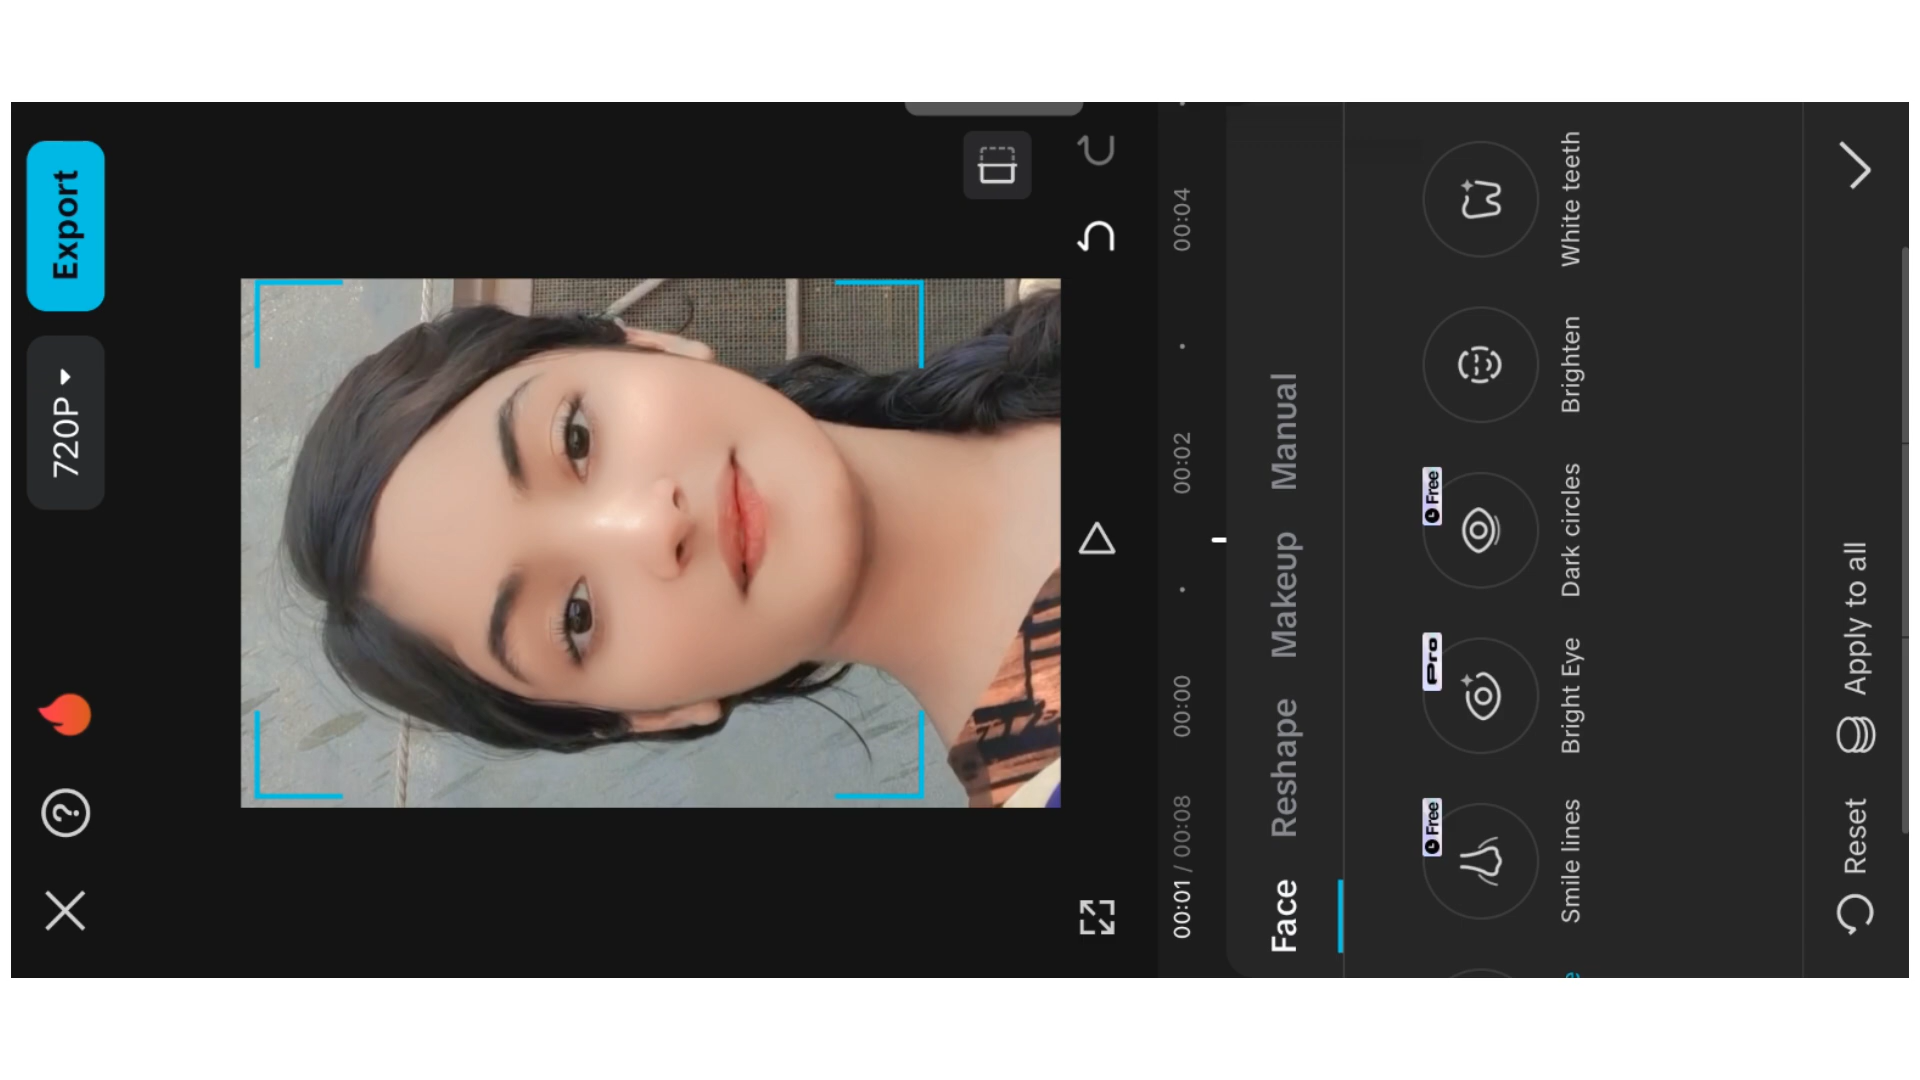 720P
Export
00:01 / 00:08
00:00
00:02
00:04
Face
Reshape
Makeup
Manual
Free
Pro
Free
Smile lines
Bright Eye
Dark circles
Brighten
White teeth
Reset
Apply to all